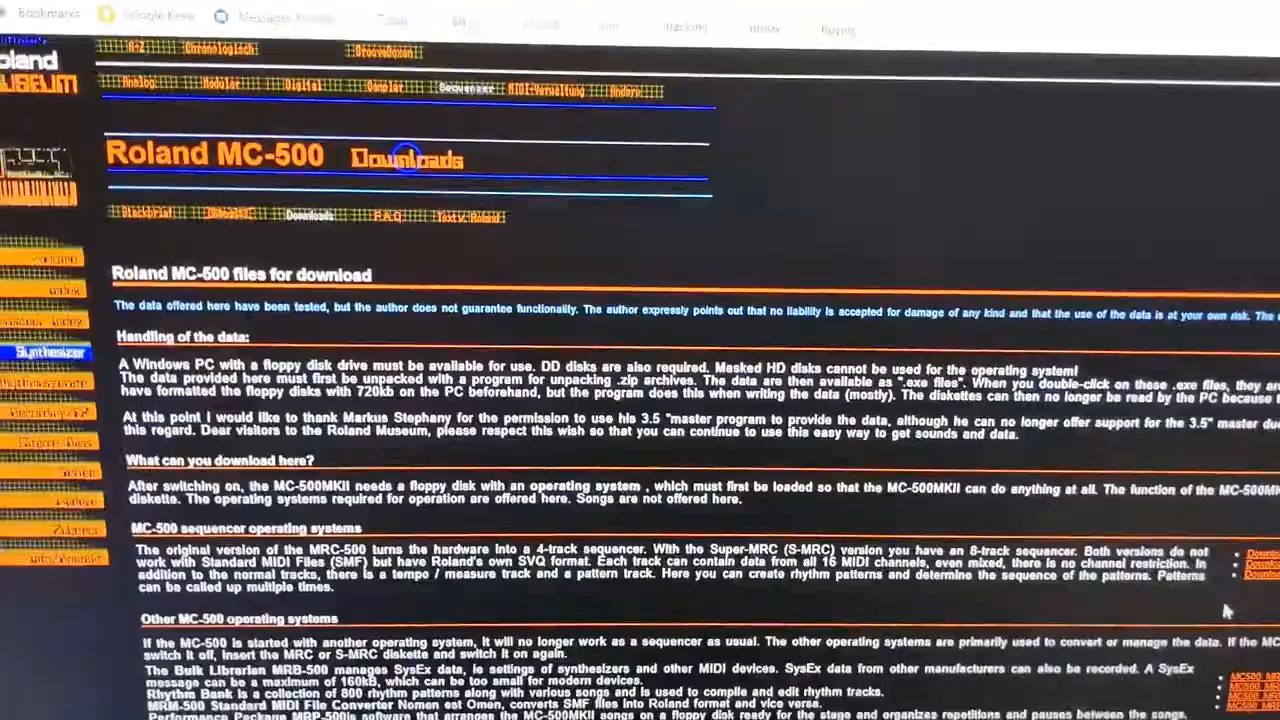 Bookmarks Google Keep Messages buying
oland
A-Z Chronologisch GrooveBoxen
Analog Modular Digital Sampler Sequenzer MIDI-Verwaltung Andere
Roland MC-500 Downloads
Downloads F.A.Q Text v. Roland
Roland MC-500 files for download
The data offered here have been tested, but the author does not guarantee functionality. The author expressly points out that no liability is accepted for damage of any kind and that the use of the data is at your own risk. The
Handling of the data:
A Windows PC with a floppy disk drive must be available for use. DD disks are also required. Masked HD disks cannot be used for the operating system!
The data provided here must first be unpacked with a program for unpacking .zip archives. The data are then available as ".exe files". When you double-click on these .exe files, they
have formatted the floppy disks with 720kb on the PC beforehand, but the program does this when writing the data (mostly). The diskettes can then no longer be read by the PC because
At this point I would like to thank Markus Stephany for the permission to use his 3.5 "master program to provide the data, although he can no longer offer support for the 3.5" master
this regard. Dear visitors to the Roland Museum, please respect this wish so that you can continue to use this easy way to get sounds and data.
What can you download here?
After switching on, the MC-500MKII needs a floppy disk with an operating system , which must first be loaded so that the MC-500MKII can do anything at all. The function of the
diskette. The operating systems required for operation are offered here. Songs are not offered here.
MC-500 sequencer operating systems
The original version of the MRC-500 turns the hardware into a 4-track sequencer. With the Super-MRC (S-MRC) version you have an 8-track sequencer. Both versions do not
work with Standard MIDI Files (SMF) but have Roland's own SVQ format. Each track can contain data from all 16 MIDI channels, even mixed, there is no channel restriction. In
addition to the normal tracks, there is a tempo / measure track and a pattern track. Here you can create rhythm patterns and determine the sequence of the patterns. Patterns
can be called up multiple times.
Synthesizer
Other MC-500 operating systems
If the MC-500 is started with another operating system, it will no longer work as a sequencer as usual. The other operating systems are primarily used to convert or manage the data. If the
switch it off, insert the MRC or S-MRC diskette and switch it on again.
The Bulk Librarian MRB-500 manages SysEx data, ie settings of synthesizers and other MIDI devices. SysEx data from other manufacturers can also be recorded. A SysEx
message can be a maximum of 160kB, which can be too small for modern devices.
Rhythm Bank is a collection of 800 rhythm patterns along with various songs and is used to compile and edit rhythm tracks.
MRM-500 Standard MIDI File Converter Nomen est Omen, converts SMF files into Roland format and vice versa.
Performance Package MRP-500is software that arranges the MC-500MKII songs on a floppy disk ready for the stage and organizes repetitions and pauses between the songs.